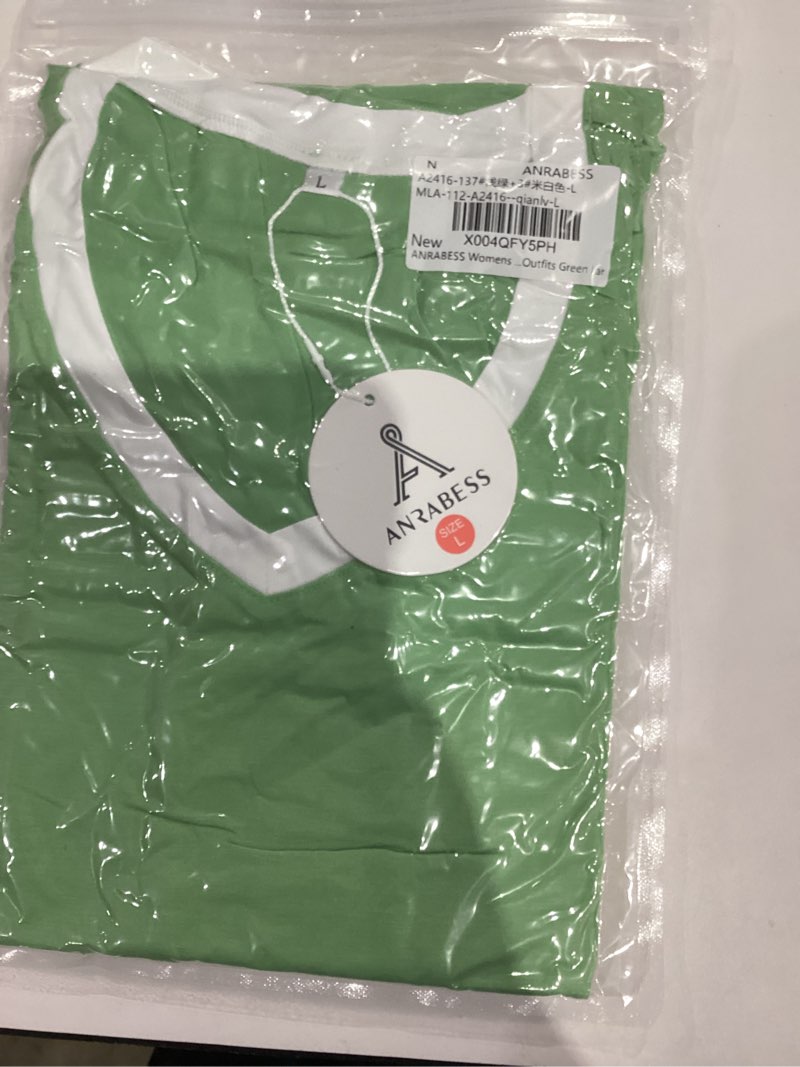 L
N ANRABESS
A2416-137#浅绿+3#米白色-L
MLA-112-A2416--qianlv-L
New X004QFY5PH
ANRABESS Womens ...Outfits Green
A
ANRABESS
SIZE
L